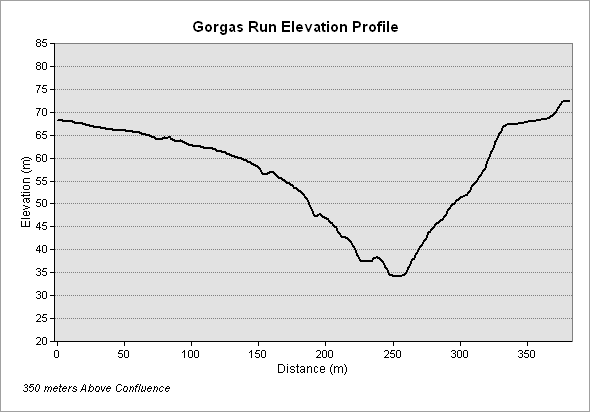 Gorgas Run Elevation Profile
85
80
75
70
65
60
55
50
45
40
35
30
25
20
Elevation (m)
0 50 100 150 200 250 300 350
Distance (m)
350 meters Above Confluence